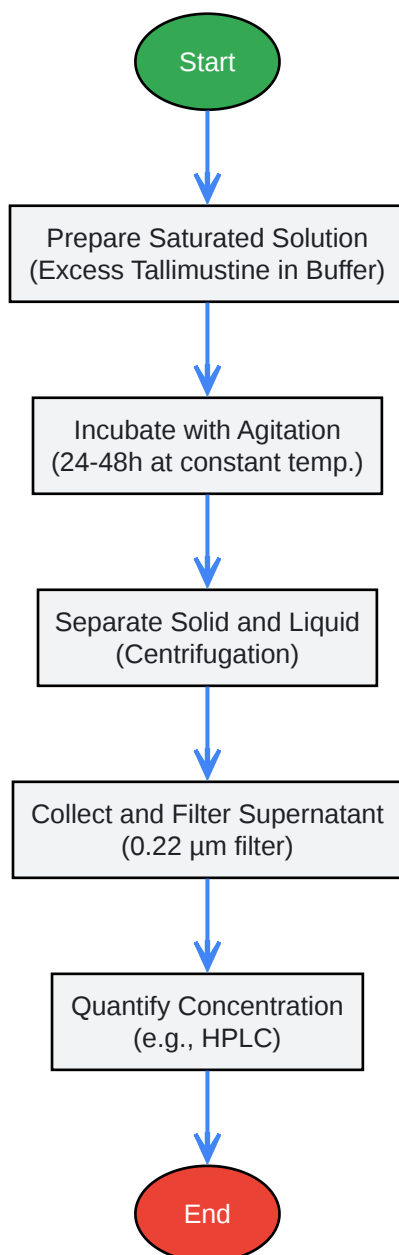 Start
Prepare Saturated Solution
(Excess Tallimustine in Buffer)
Incubate with Agitation
(24-48h at constant temp.)
Separate Solid and Liquid
(Centrifugation)
Collect and Filter Supernatant
(0.22 µm filter)
Quantify Concentration
(e.g., HPLC)
End